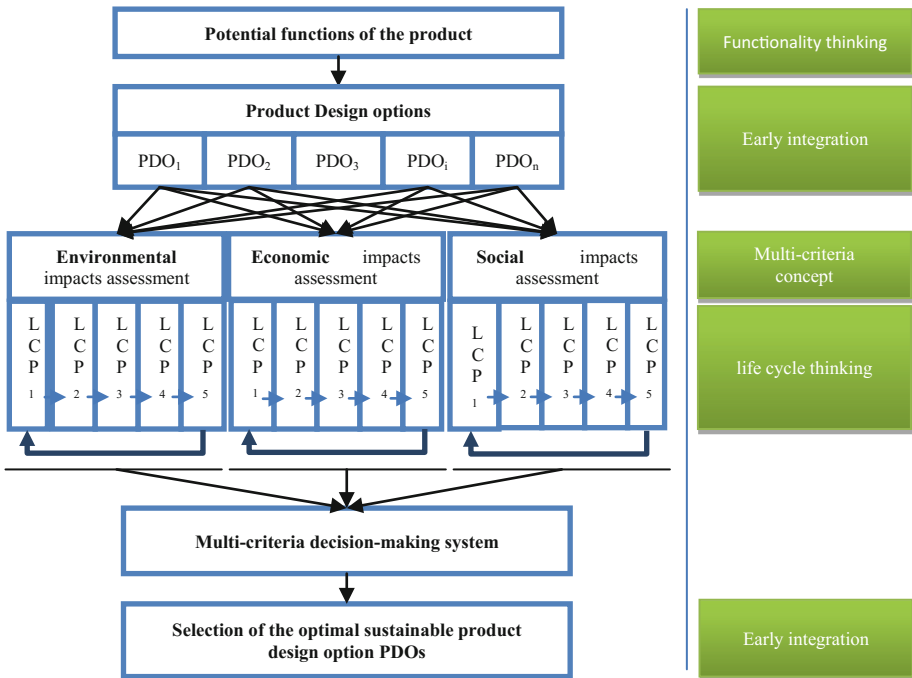 Potential functions of the product
Functionality thinking
Product Design options
PDO₁ PDO₂ PDO₃ PDOᵢ PDOₙ
Early integration
Environmental
impacts assessment
Economic impacts
assessment
Social impacts
assessment
Multi-criteria
concept
L C P 1
L C P 2
L C P 3
L C P 4
L C P 5
L C P 1
L C P 2
L C P 3
L C P 4
L C P 5
L C P 1
L C P 2
L C P 3
L C P 4
L C P 5
life cycle thinking
Multi-criteria decision-making system
Selection of the optimal sustainable product
design option PDOs
Early integration